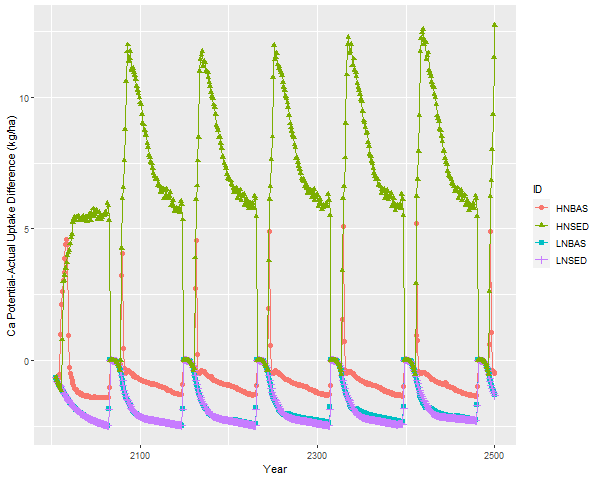 Ca Potential-Actual Uptake Difference (kg/ha)
10
5
0
2100
2300
2500
Year
ID
HNBAS
HNSED
LNBAS
LNSED